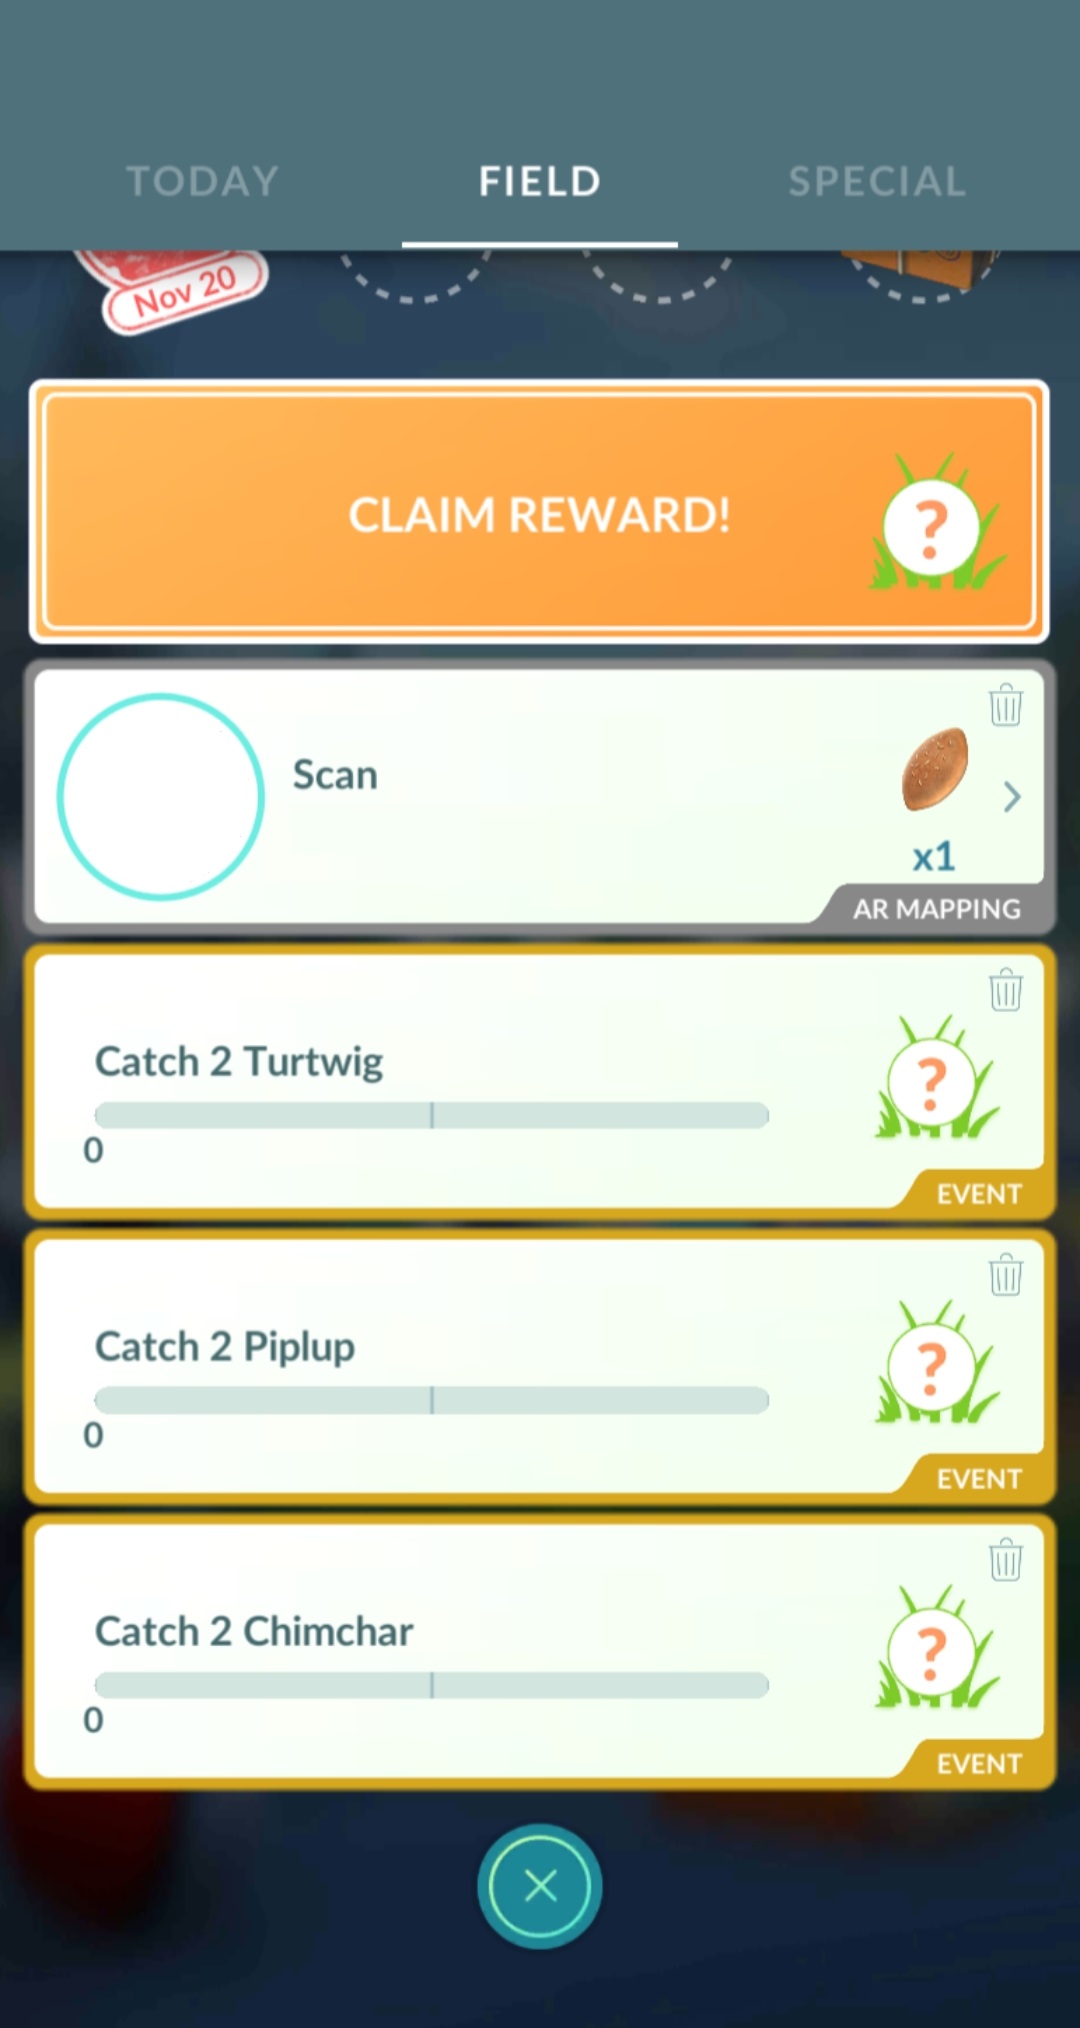 TODAY
FIELD
SPECIAL
Nov 20
CLAIM REWARD!
?
Scan
x1
AR MAPPING
Catch 2 Turtwig
?
0
EVENT
Catch 2 Piplup
?
0
EVENT
Catch 2 Chimchar
?
0
EVENT